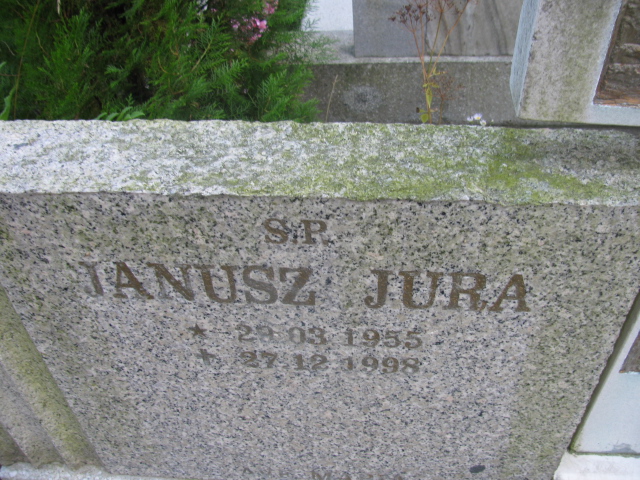 S.P.
JANUSZ JURA
★ 29 03 1955
✝ 27 12 1998